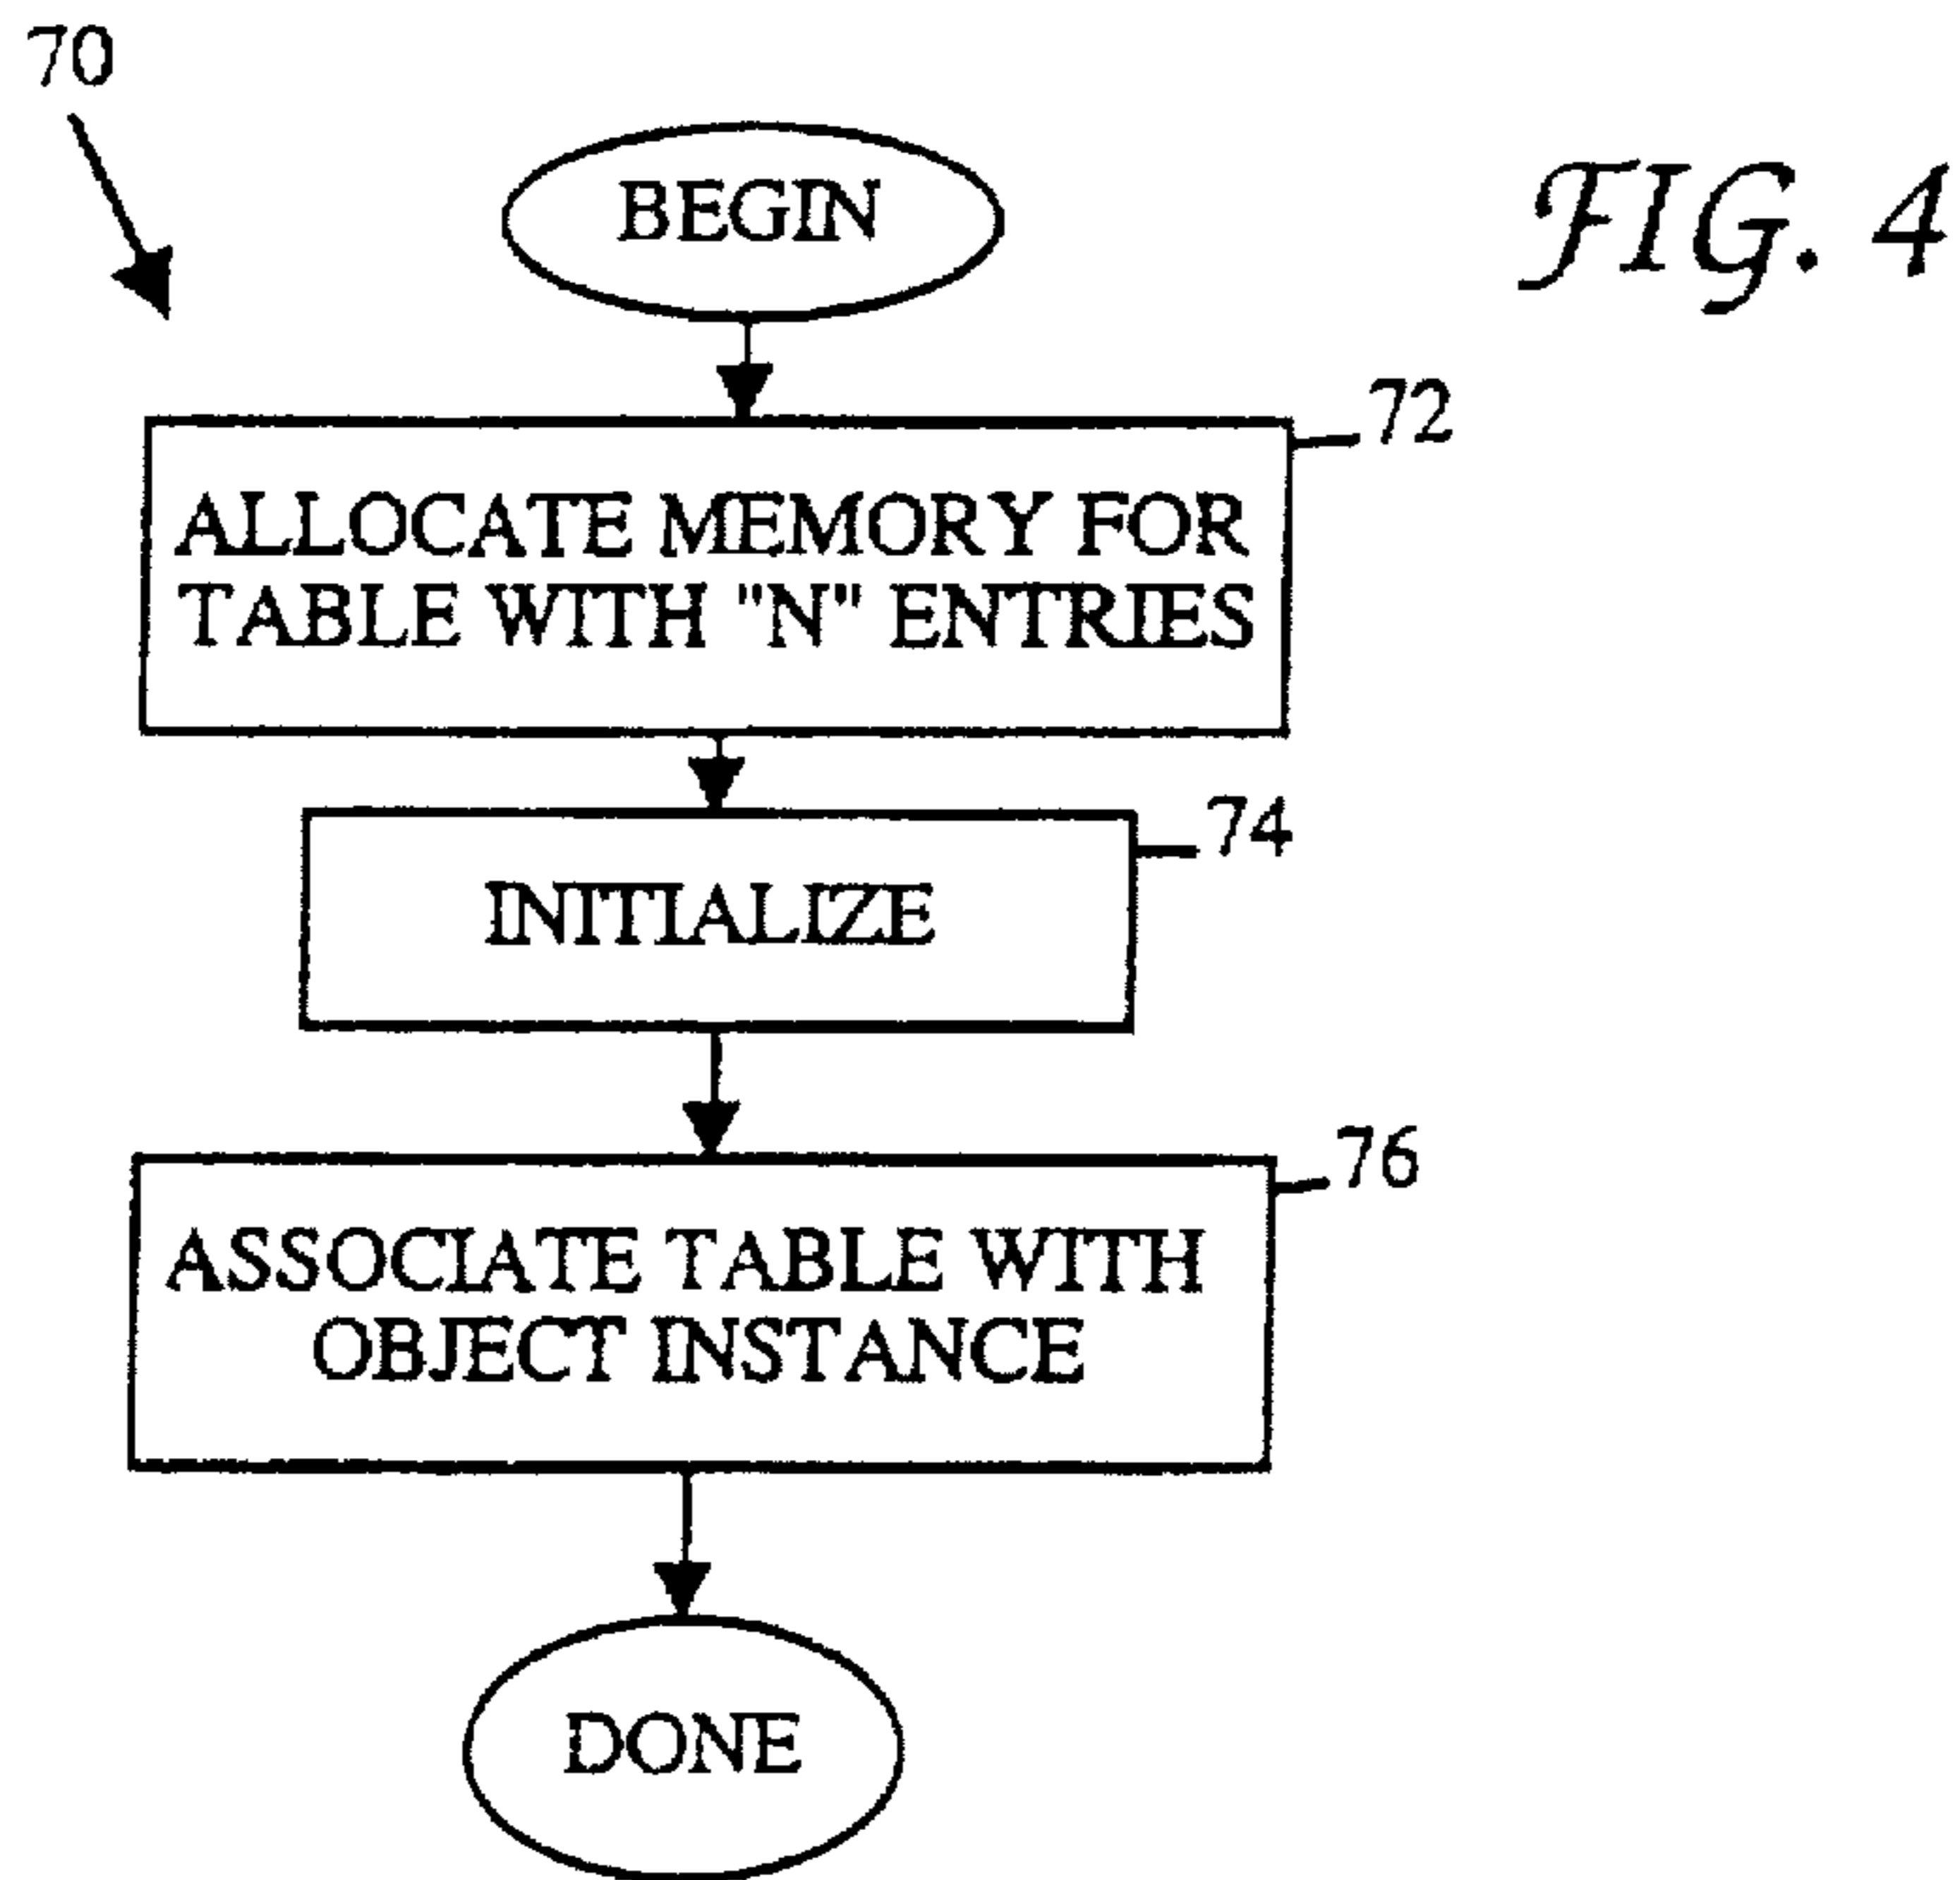 70
BEGIN
FIG. 4
72
ALLOCATE MEMORY FOR
TABLE WITH "N" ENTRIES
74
INITIALIZE
76
ASSOCIATE TABLE WITH
OBJECT INSTANCE
DONE